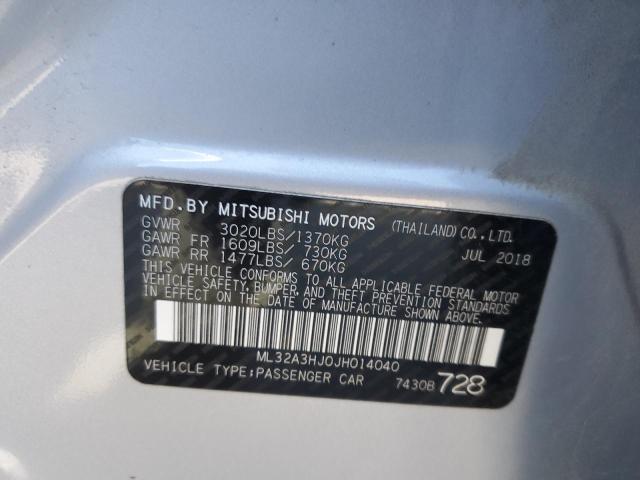 MFD.BY MITSUBISHI MOTORS (THAILAND) CO., LTD.
GVWR 3020LBS/1370KG JUL 2018
GAWR FR 1609LBS/ 730KG
GAWR RR 1477LBS/ 670KG
THIS VEHICLE CONFORMS TO ALL APPLICABLE FEDERAL MOTOR
VEHICLE SAFETY, BUMPER, AND THEFT PREVENTION STANDARDS
IN EFFECT ON THE DATE OF MANUFACTURE SHOWN ABOVE.
ML32A3HJ0JH014040
VEHICLE TYPE:PASSENGER CAR 7430B 728